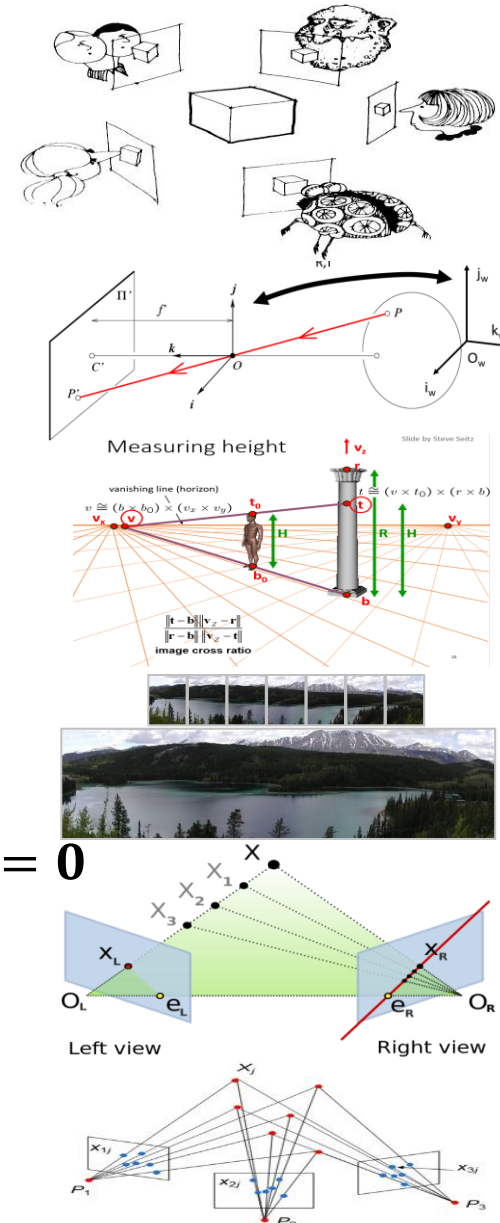 Π'
f'
j
k
i
O
C'
P'
P
j_w
k
O_w
i_w
Measuring height
Slide by Steve Seitz
v_z
r
vanishing line (horizon)
t_0
t ≅ (v × t_0) × (r × b)
v ≅ (b × b_0) × (v_x × v_y)
t
v_x
v
v_y
H
R
H
b_0
b
‖t − b‖ ‖v_z − r‖
‖r − b‖ ‖v_z − t‖
image cross ratio
= 0
X
X_1
X_2
X_3
X_L
X_R
O_L
e_L
e_R
O_R
Left view
Right view
X_j
x_1j
x_2j
x_3j
P_1
P_3